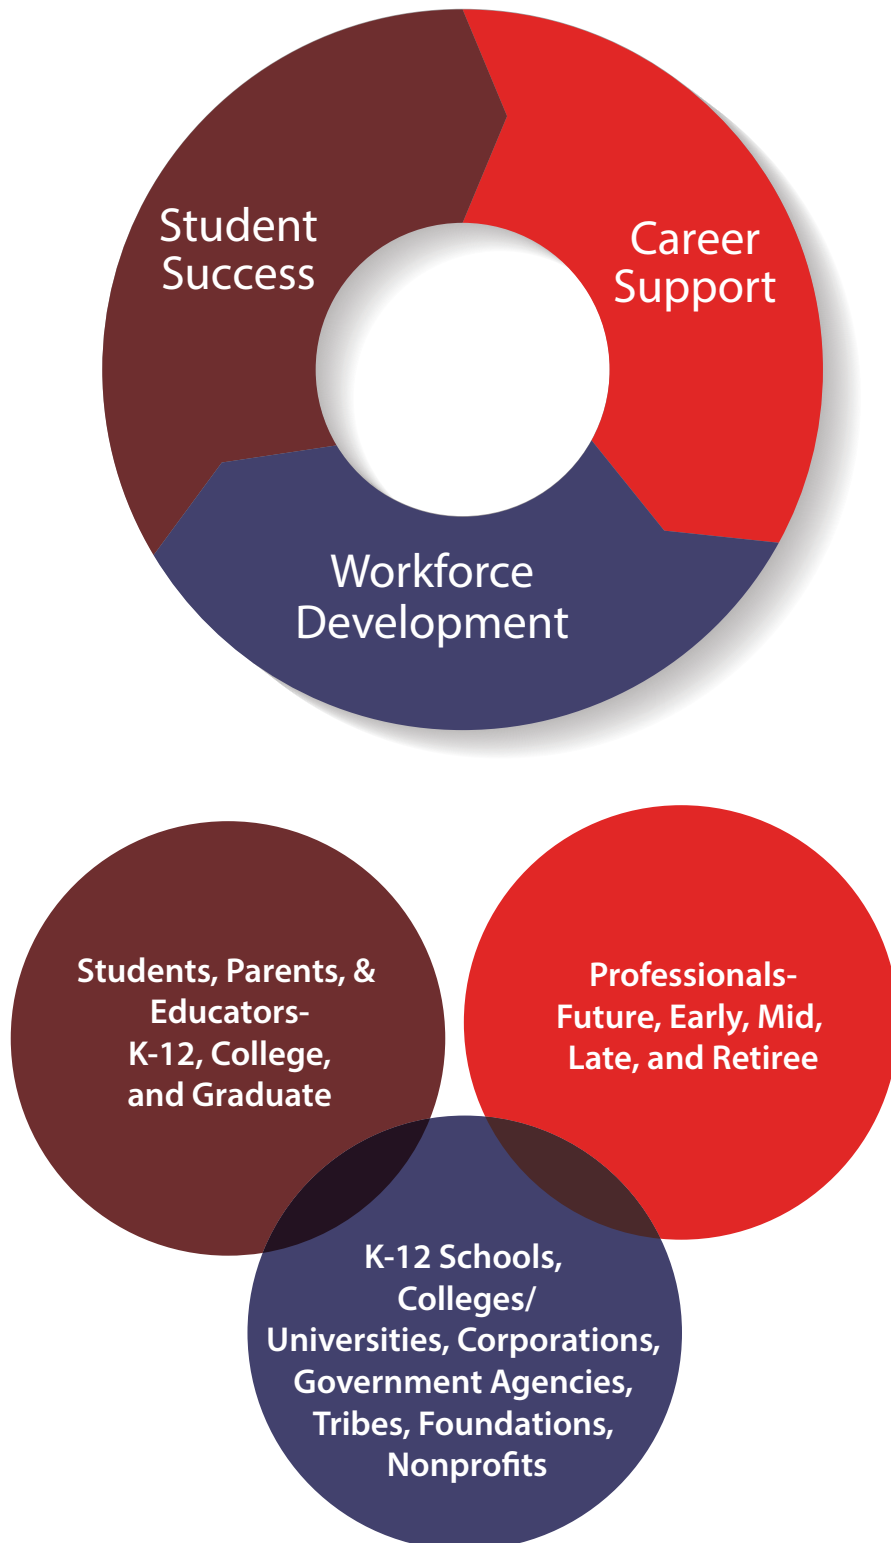 Student
Success
Career
Support
Workforce
Development
Students, Parents, &
Educators-
K-12, College,
and Graduate
Professionals-
Future, Early, Mid,
Late, and Retiree
K-12 Schools,
Colleges/
Universities, Corporations,
Government Agencies,
Tribes, Foundations,
Nonprofits